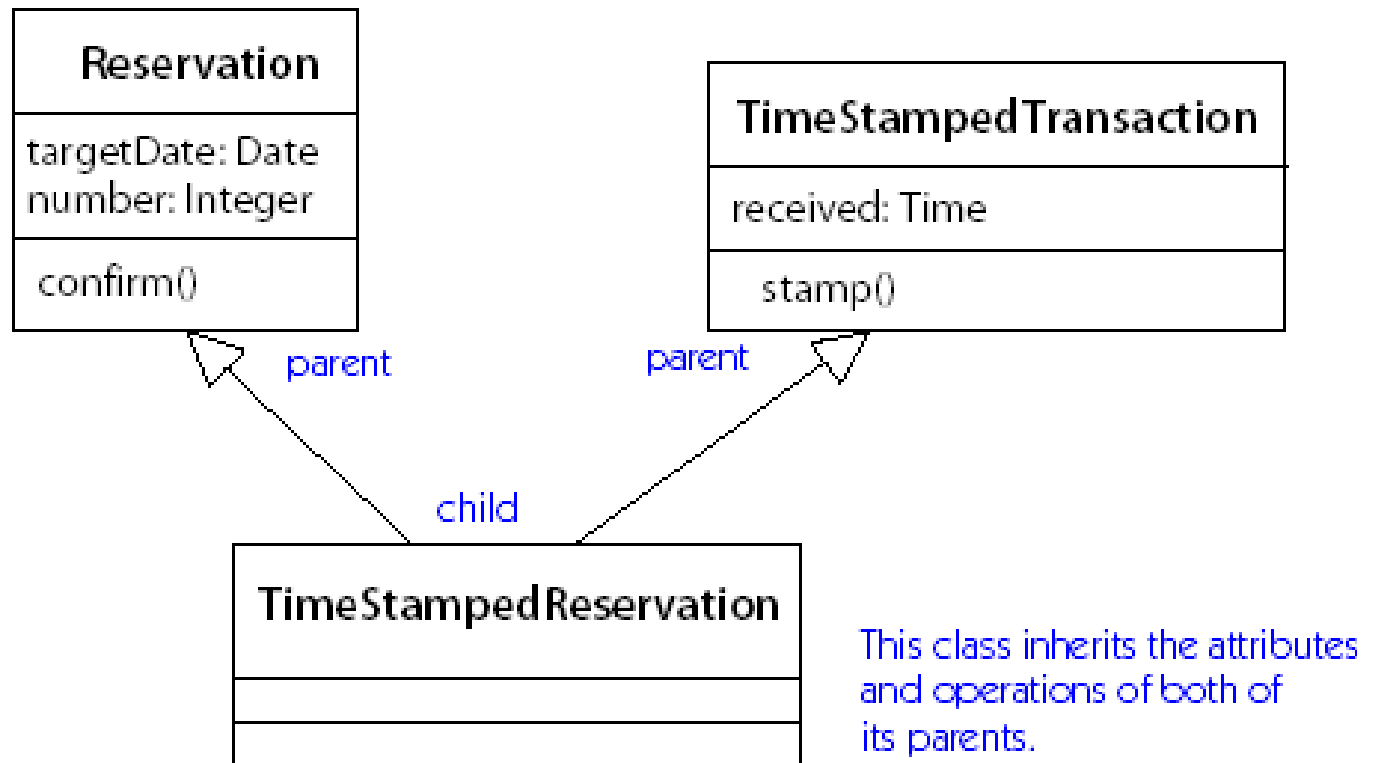 Reservation
targetDate: Date
number: Integer
confirm()
TimeStampedTransaction
received: Time
stamp()
parent
parent
child
TimeStampedReservation
This class inherits the attributes
and operations of both of
its parents.